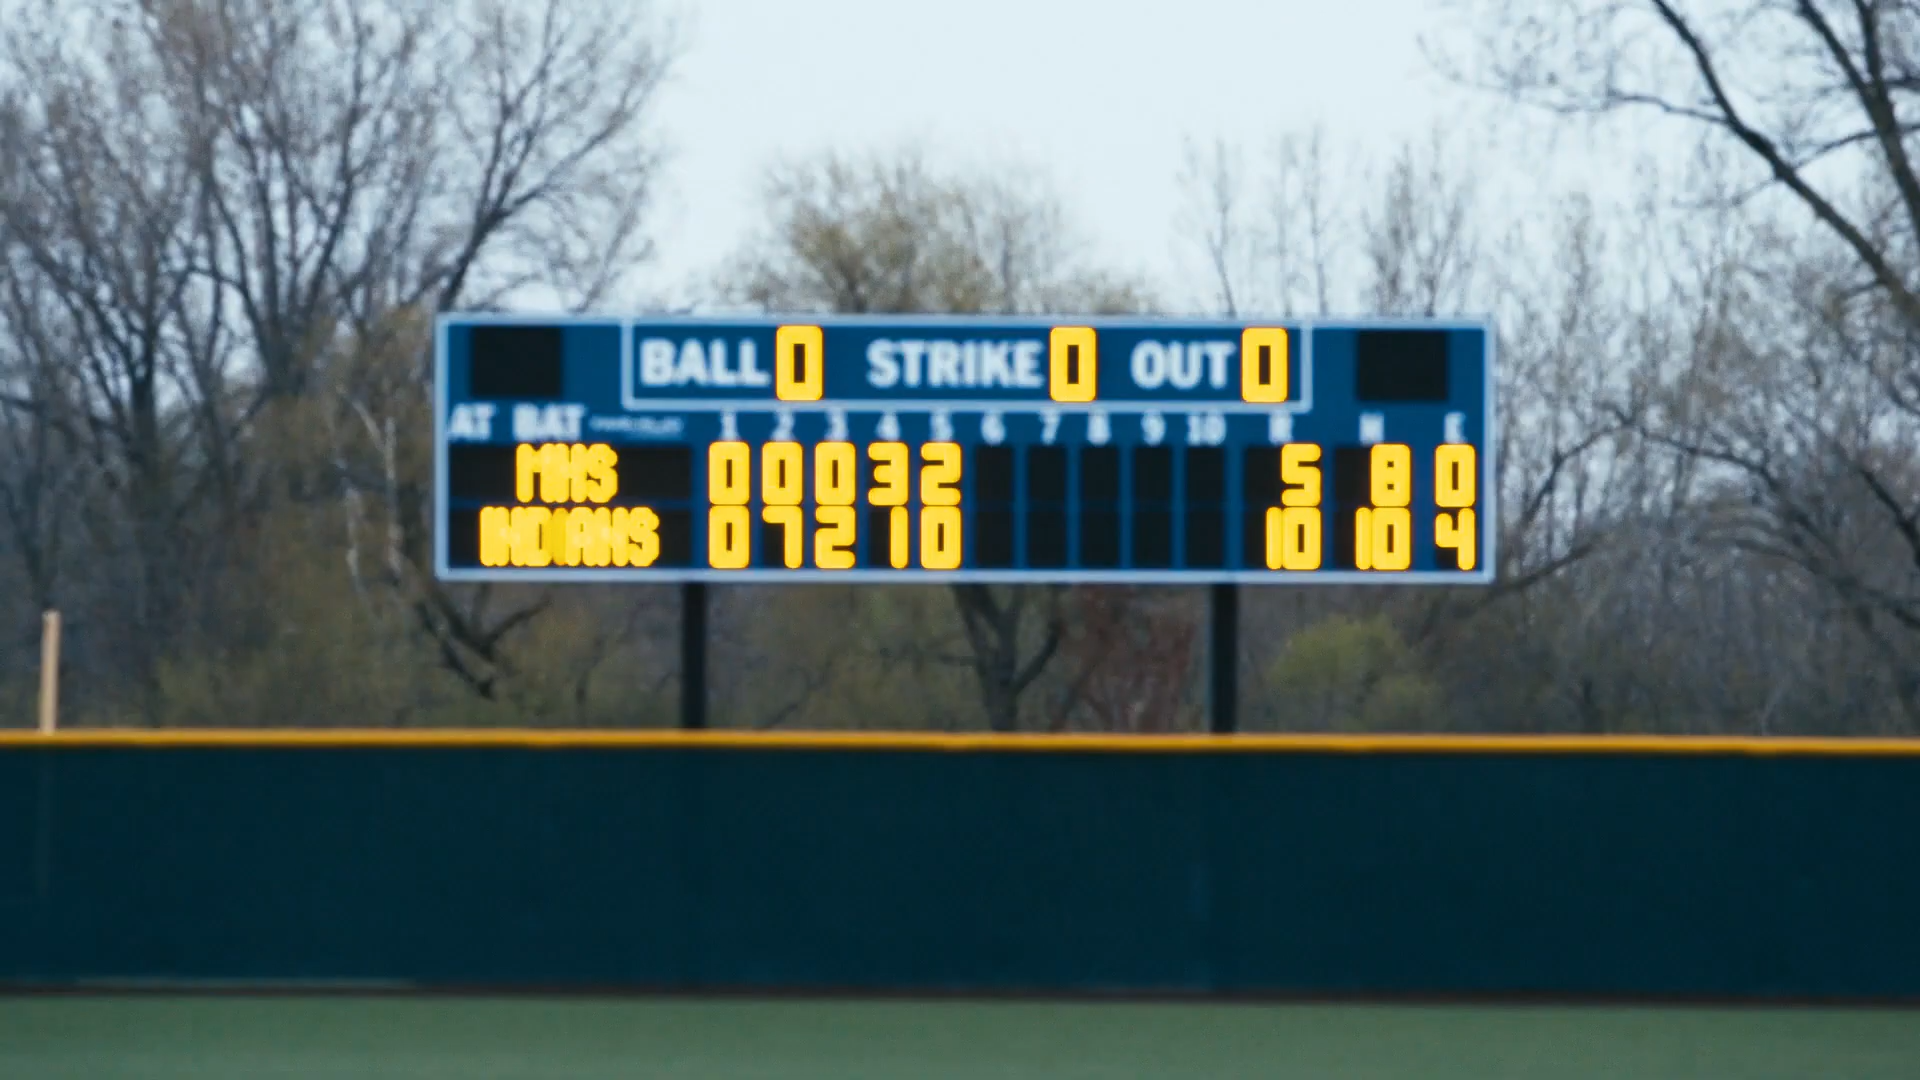 BALL 0 STRIKE 0 OUT 0
AT BAT 1 2 3 4 5 6 7 8 9 10 R H E
MHS 0 0 0 3 2 5 8 0
INDIANS 0 7 2 1 0 10 10 4